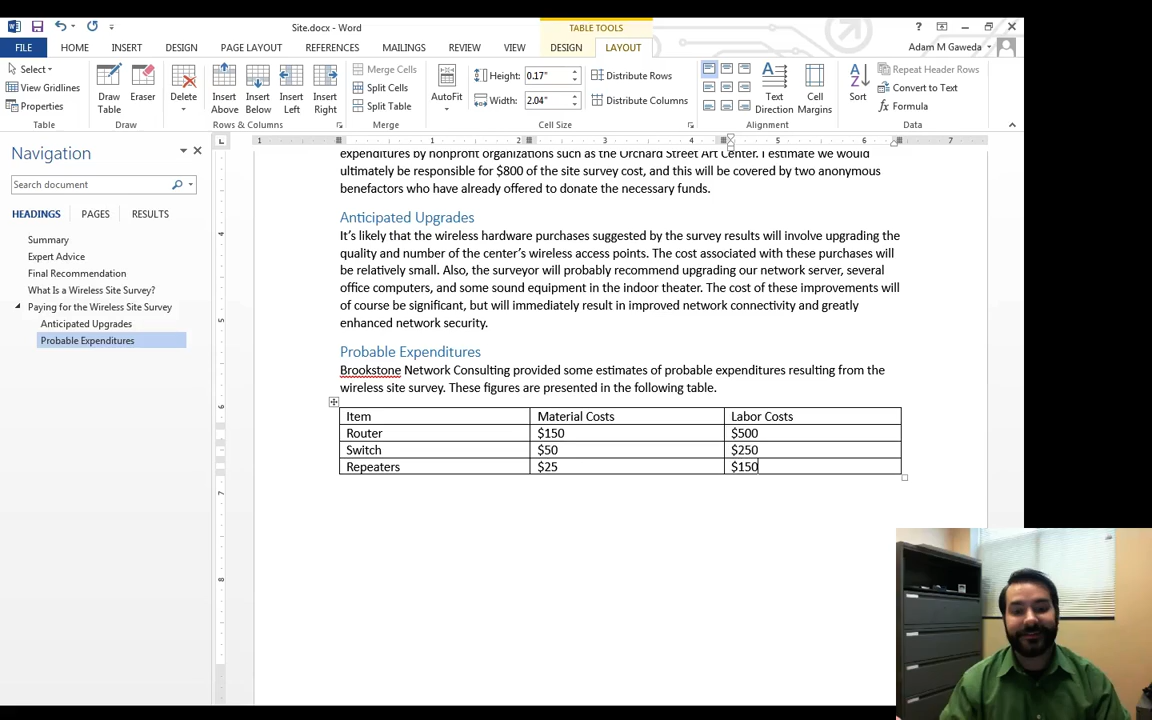 Site.docx - Word
TABLE TOOLS
?
FILE HOME INSERT DESIGN PAGE LAYOUT REFERENCES MAILINGS REVIEW VIEW DESIGN LAYOUT Adam M Gaweda
Select
View Gridlines
Properties
Table
Draw Table
Eraser
Draw
Delete
Insert Above
Insert Below
Insert Left
Insert Right
Rows & Columns
Merge Cells
Split Cells
Split Table
Merge
AutoFit
Height: 0.17"
Width: 2.04"
Distribute Rows
Distribute Columns
Cell Size
Text Direction
Cell Margins
Alignment
Sort
Repeat Header Rows
Convert to Text
Formula
Data
1 1 2 3 4 5 6 7
Navigation
Search document
HEADINGS PAGES RESULTS
Summary
Expert Advice
Final Recommendation
What Is a Wireless Site Survey?
Paying for the Wireless Site Survey
Anticipated Upgrades
Probable Expenditures
4
5
6
7
8
expenditures by nonprofit organizations such as the Orchard Street Art Center. I estimate we would
ultimately be responsible for $800 of the site survey cost, and this will be covered by two anonymous
benefactors who have already offered to donate the necessary funds.
Anticipated Upgrades
It's likely that the wireless hardware purchases suggested by the survey results will involve upgrading the
quality and number of the center's wireless access points. The cost associated with these purchases will
be relatively small. Also, the surveyor will probably recommend upgrading our network server, several
office computers, and some sound equipment in the indoor theater. The cost of these improvements will
of course be significant, but will immediately result in improved network connectivity and greatly
enhanced network security.
Probable Expenditures
Brookstone Network Consulting provided some estimates of probable expenditures resulting from the
wireless site survey. These figures are presented in the following table.
Item Material Costs Labor Costs
Router $150 $500
Switch $50 $250
Repeaters $25 $150